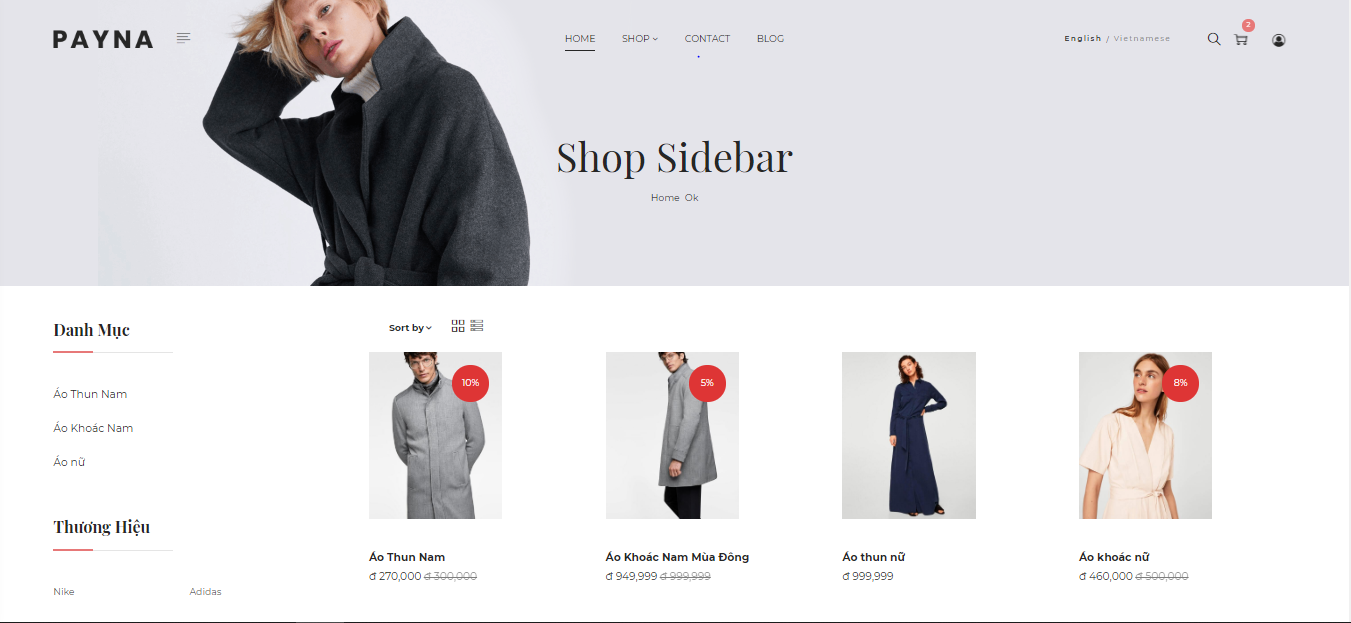 PAYNA
HOME SHOP CONTACT BLOG
English / Vietnamese
2
Shop Sidebar
Home Ok
Danh Mục
Áo Thun Nam
Áo Khoác Nam
Áo nữ
Thương Hiệu
Nike Adidas
Sort by
10%
5%
8%
Áo Thun Nam
đ 270,000 đ 300,000
Áo Khoác Nam Mùa Đông
đ 949,999 đ 999,999
Áo thun nữ
đ 999,999
Áo khoác nữ
đ 460,000 đ 500,000